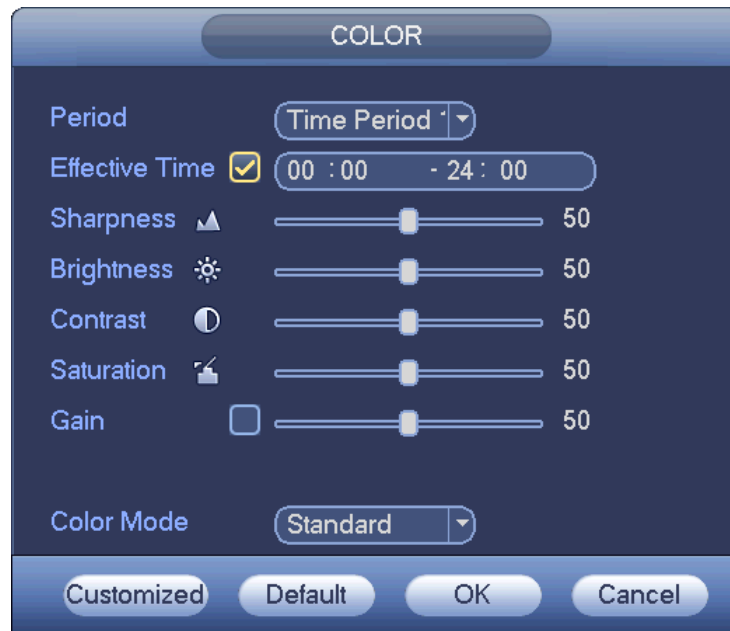 COLOR
Period Time Period
Effective Time 00 : 00 - 24 : 00
Sharpness 50
Brightness 50
Contrast 50
Saturation 50
Gain 50
Color Mode Standard
Customized Default OK Cancel